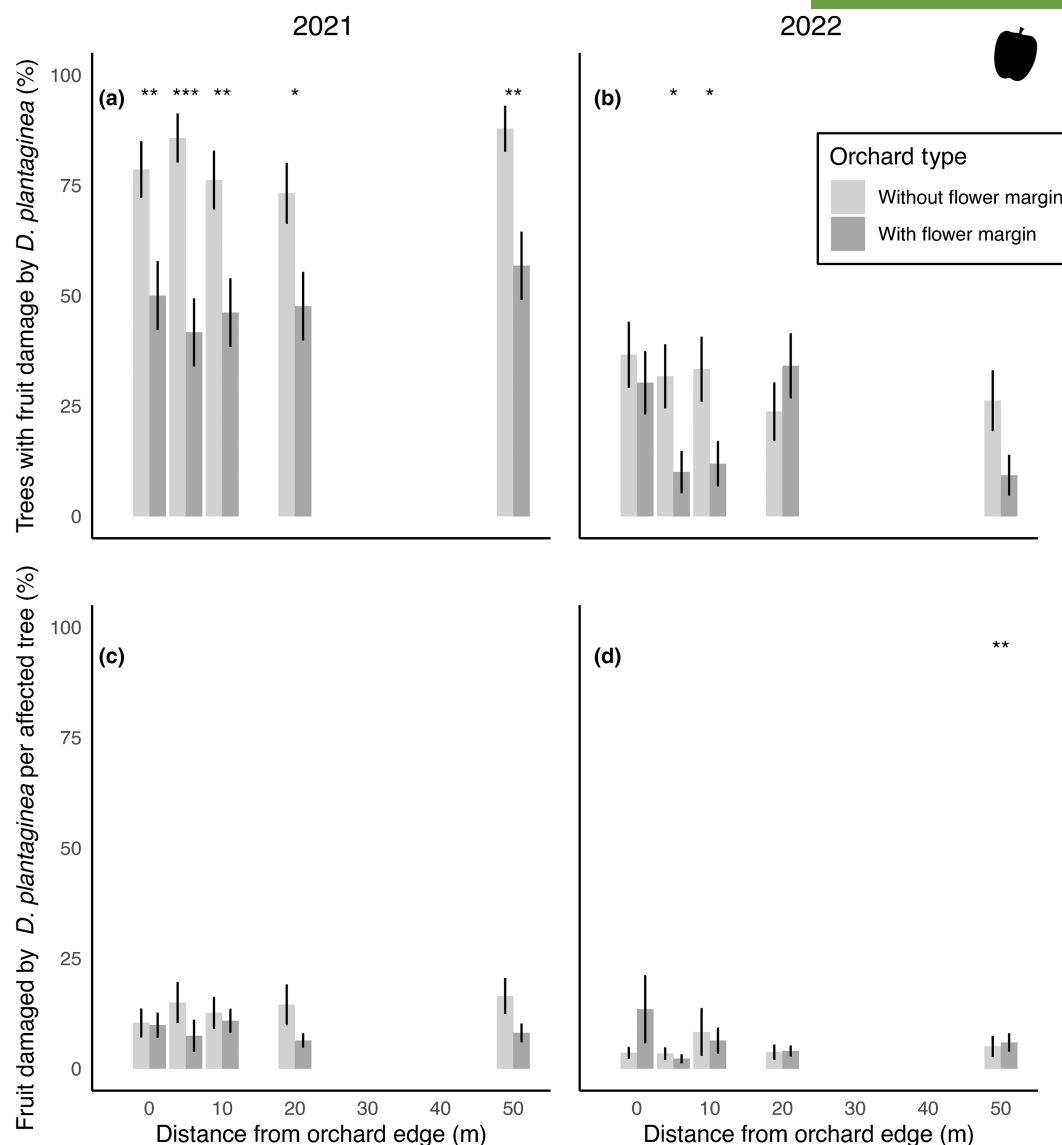 2021
2022
Trees with fruit damage by D. plantaginea (%)
100
75
50
25
0
(a)
**
***
**
*
**
(b)
*
*
Orchard type
Without flower margin
With flower margin
Fruit damaged by D. plantaginea per affected tree (%)
100
75
50
25
0
(c)
(d)
**
0
10
20
30
40
50
0
10
20
30
40
50
Distance from orchard edge (m)
Distance from orchard edge (m)